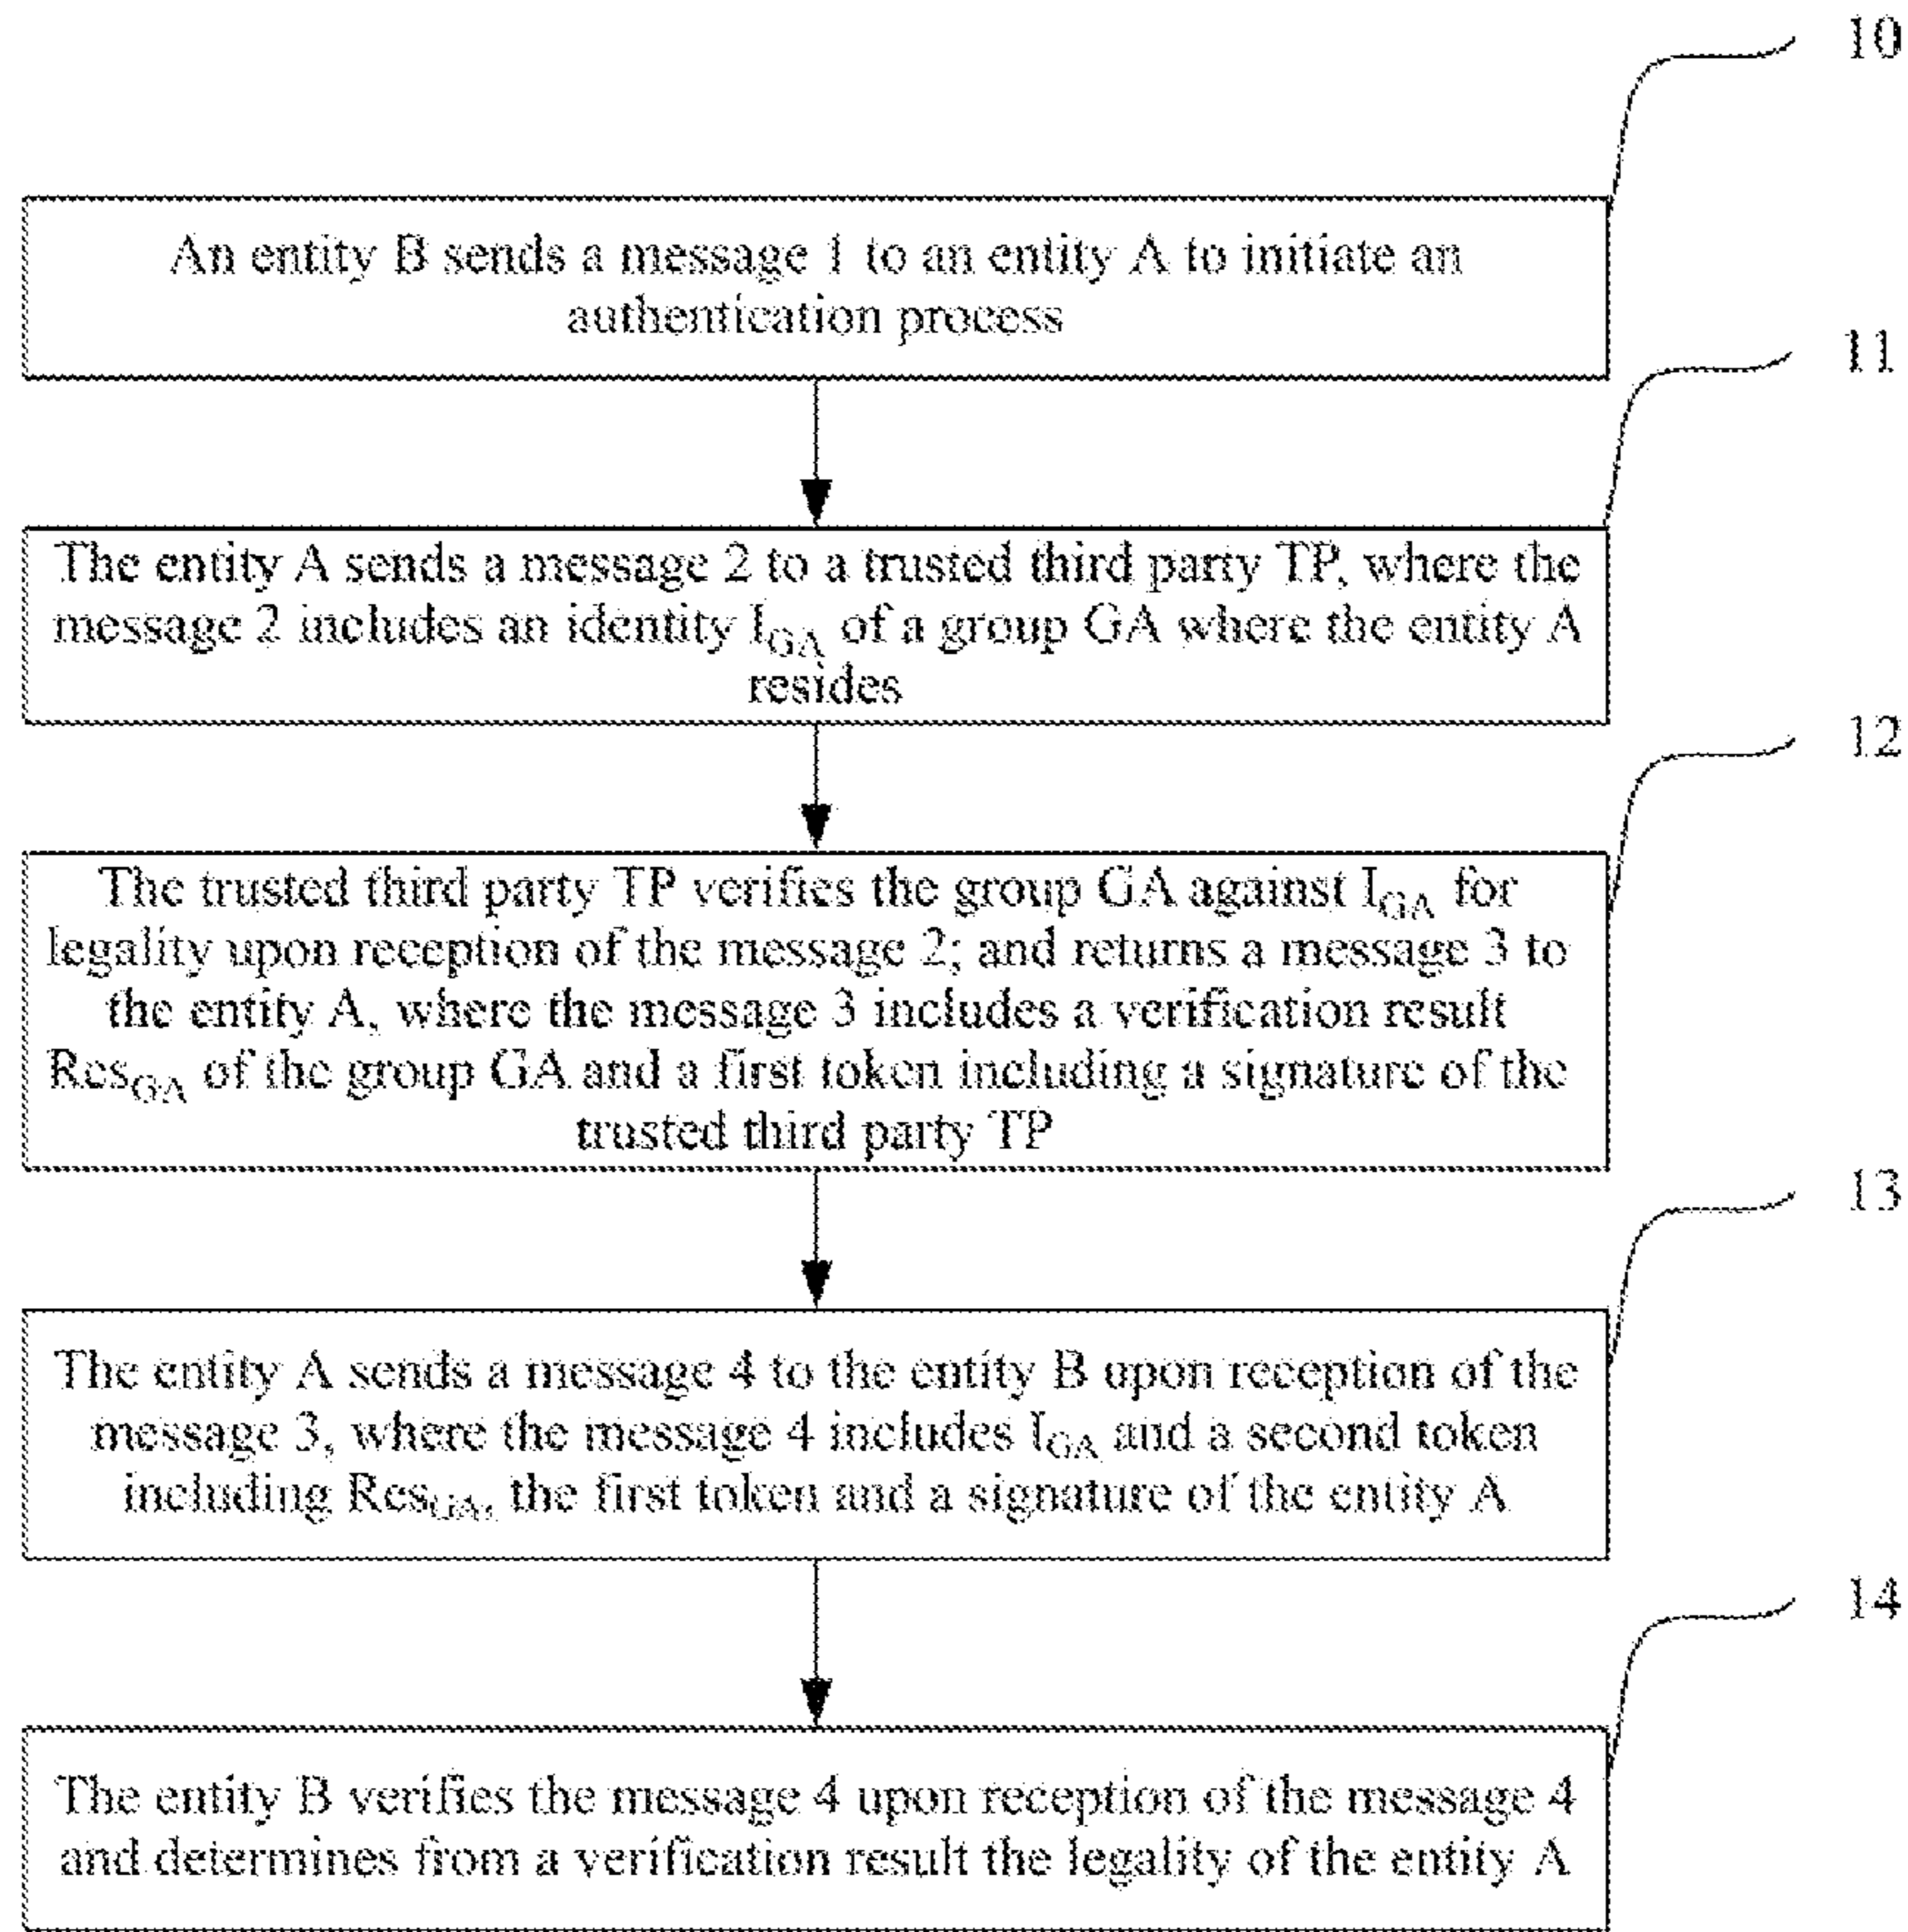 10
An entity B sends a message 1 to an entity A to initiate an
authentication process
11
The entity A sends a message 2 to a trusted third party TP, where the
message 2 includes an identity I_GA of a group GA where the entity A
resides
12
The trusted third party TP verifies the group GA against I_GA for
legality upon reception of the message 2; and returns a message 3 to
the entity A, where the message 3 includes a verification result
Res_GA of the group GA and a first token including a signature of the
trusted third party TP
13
The entity A sends a message 4 to the entity B upon reception of the
message 3, where the message 4 includes I_GA and a second token
including Res_GA, the first token and a signature of the entity A
14
The entity B verifies the message 4 upon reception of the message 4
and determines from a verification result the legality of the entity A